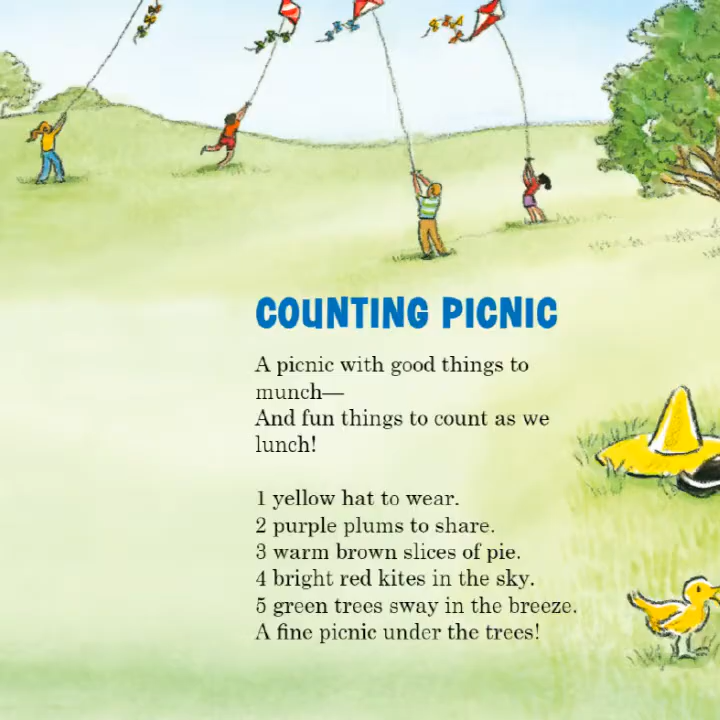 COUNTING PICNIC
A picnic with good things to
munch—
And fun things to count as we
lunch!
1 yellow hat to wear.
2 purple plums to share.
3 warm brown slices of pie.
4 bright red kites in the sky.
5 green trees sway in the breeze.
A fine picnic under the trees!